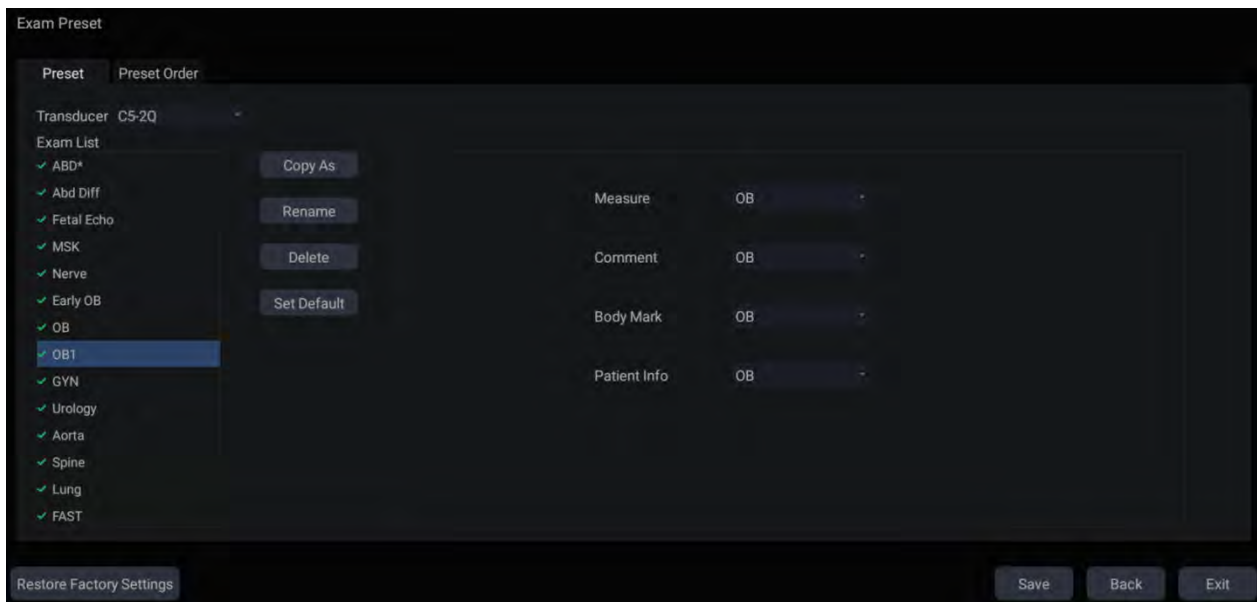 Exam Preset
Preset Preset Order
Transducer C5-2Q
Exam List
ABD*
Abd Diff
Fetal Echo
MSK
Nerve
Early OB
OB
OB1
GYN
Urology
Aorta
Spine
Lung
FAST
Copy As
Rename
Delete
Set Default
Measure OB
Comment OB
Body Mark OB
Patient Info OB
Restore Factory Settings Save Back Exit